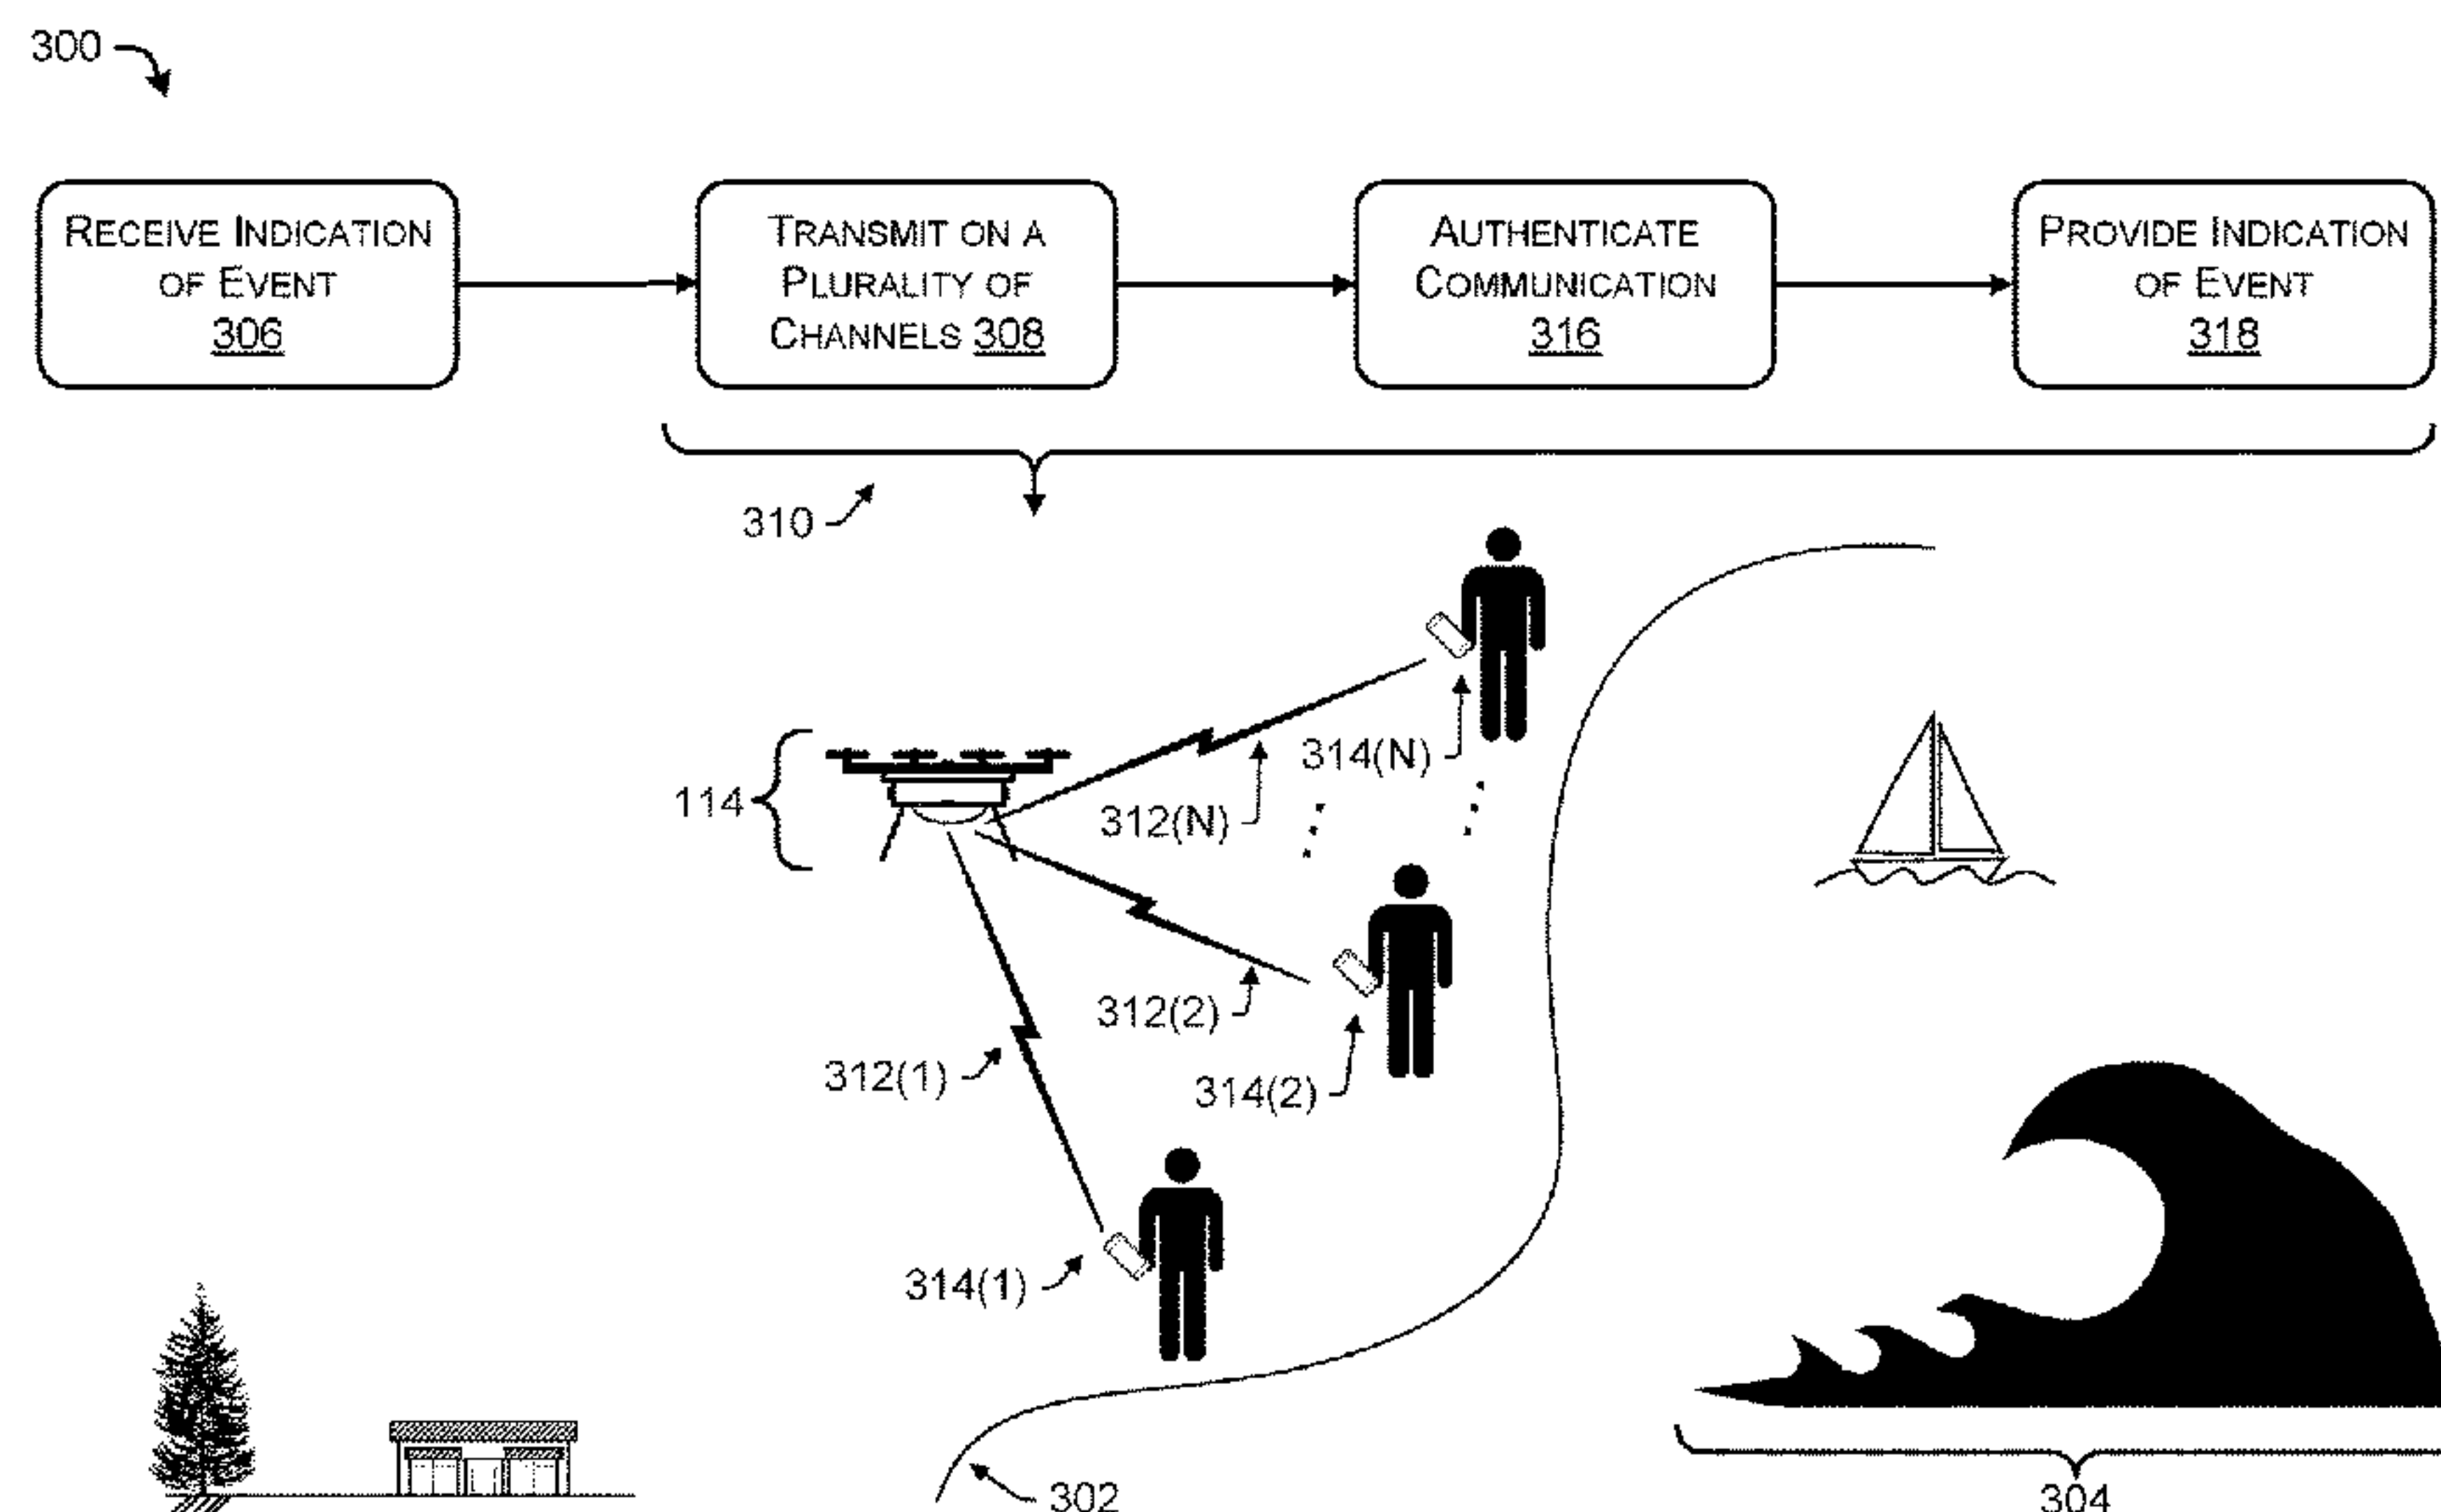 300
RECEIVE INDICATION
OF EVENT
306
TRANSMIT ON A
PLURALITY OF
CHANNELS 308
AUTHENTICATE
COMMUNICATION
316
PROVIDE INDICATION
OF EVENT
318
310
314(N)
114
312(N)
312(2)
312(1)
314(2)
314(1)
302
304